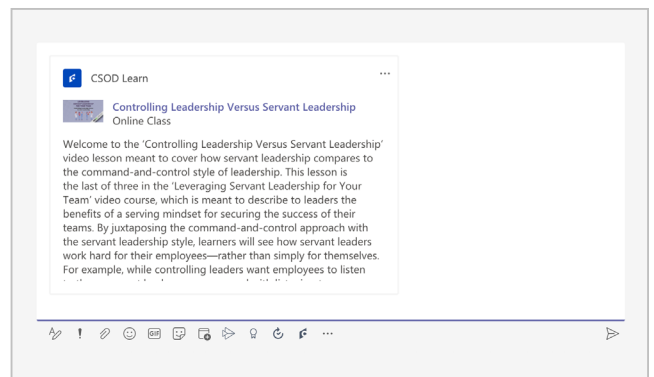 CSOD Learn
Controlling Leadership Versus Servant Leadership
Online Class
Welcome to the 'Controlling Leadership Versus Servant Leadership'
video lesson meant to cover how servant leadership compares to
the command-and-control style of leadership. This lesson is
the last of three in the 'Leveraging Servant Leadership for Your
Team' video course, which is meant to describe to leaders the
benefits of a serving mindset for securing the success of their
teams. By juxtaposing the command-and-control approach with
the servant leadership style, learners will see how servant leaders
work hard for their employees—rather than simply for themselves.
For example, while controlling leaders want employees to listen
GIF